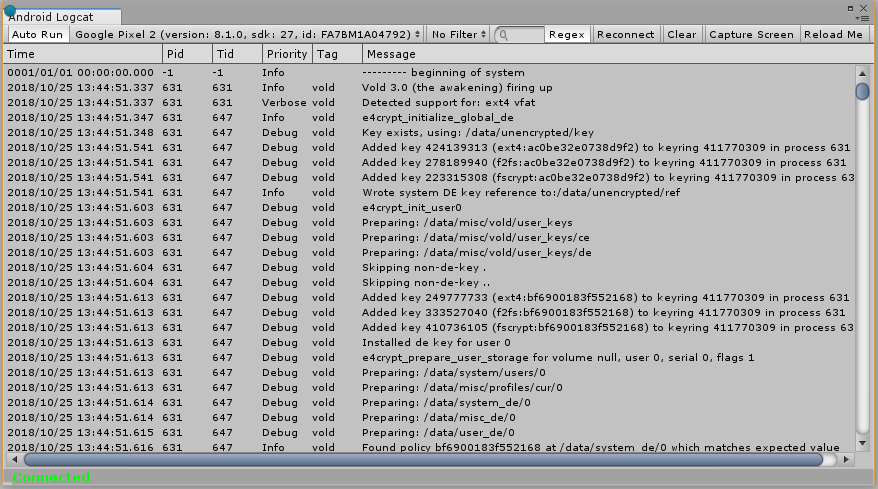 Android Logcat
Auto Run Google Pixel 2 (version: 8.1.0, sdk: 27, id: FA7BM1A04792) No Filter Regex Reconnect Clear Capture Screen Reload Me
Time Pid Tid Priority Tag Message
0001/01/01 00:00:00.000 -1 -1 Info --------- beginning of system
2018/10/25 13:44:51.337 631 631 Info vold Vold 3.0 (the awakening) firing up
2018/10/25 13:44:51.337 631 631 Verbose vold Detected support for: ext4 vfat
2018/10/25 13:44:51.347 631 647 Info vold e4crypt_initialize_global_de
2018/10/25 13:44:51.348 631 647 Debug vold Key exists, using: /data/unencrypted/key
2018/10/25 13:44:51.541 631 647 Debug vold Added key 424139313 (ext4:ac0be32e0738d9f2) to keyring 411770309 in process 631
2018/10/25 13:44:51.541 631 647 Debug vold Added key 278189940 (f2fs:ac0be32e0738d9f2) to keyring 411770309 in process 631
2018/10/25 13:44:51.541 631 647 Debug vold Added key 223315308 (fscrypt:ac0be32e0738d9f2) to keyring 411770309 in process 63
2018/10/25 13:44:51.541 631 647 Info vold Wrote system DE key reference to:/data/unencrypted/ref
2018/10/25 13:44:51.603 631 647 Debug vold e4crypt_init_user0
2018/10/25 13:44:51.603 631 647 Debug vold Preparing: /data/misc/vold/user_keys
2018/10/25 13:44:51.603 631 647 Debug vold Preparing: /data/misc/vold/user_keys/ce
2018/10/25 13:44:51.603 631 647 Debug vold Preparing: /data/misc/vold/user_keys/de
2018/10/25 13:44:51.604 631 647 Debug vold Skipping non-de-key .
2018/10/25 13:44:51.604 631 647 Debug vold Skipping non-de-key ..
2018/10/25 13:44:51.613 631 647 Debug vold Added key 249777733 (ext4:bf6900183f552168) to keyring 411770309 in process 631
2018/10/25 13:44:51.613 631 647 Debug vold Added key 333527040 (f2fs:bf6900183f552168) to keyring 411770309 in process 631
2018/10/25 13:44:51.613 631 647 Debug vold Added key 410736105 (fscrypt:bf6900183f552168) to keyring 411770309 in process 63
2018/10/25 13:44:51.613 631 647 Debug vold Installed de key for user 0
2018/10/25 13:44:51.613 631 647 Debug vold e4crypt_prepare_user_storage for volume null, user 0, serial 0, flags 1
2018/10/25 13:44:51.613 631 647 Debug vold Preparing: /data/system/users/0
2018/10/25 13:44:51.613 631 647 Debug vold Preparing: /data/misc/profiles/cur/0
2018/10/25 13:44:51.614 631 647 Debug vold Preparing: /data/system_de/0
2018/10/25 13:44:51.614 631 647 Debug vold Preparing: /data/misc_de/0
2018/10/25 13:44:51.615 631 647 Debug vold Preparing: /data/user_de/0
2018/10/25 13:44:51.616 631 647 Info vold Found policy bf6900183f552168 at /data/system_de/0 which matches expected value
Connected